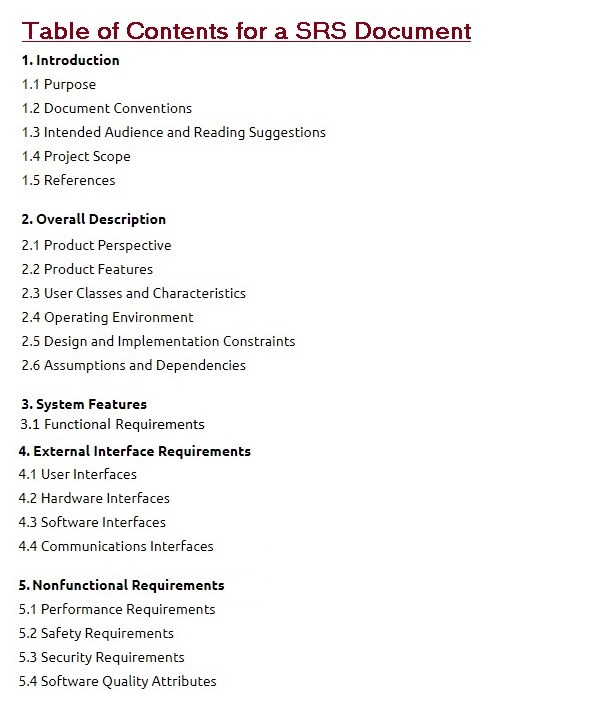 Table of Contents for a SRS Document
1. Introduction
1.1 Purpose
1.2 Document Conventions
1.3 Intended Audience and Reading Suggestions
1.4 Project Scope
1.5 References
2. Overall Description
2.1 Product Perspective
2.2 Product Features
2.3 User Classes and Characteristics
2.4 Operating Environment
2.5 Design and Implementation Constraints
2.6 Assumptions and Dependencies
3. System Features
3.1 Functional Requirements
4. External Interface Requirements
4.1 User Interfaces
4.2 Hardware Interfaces
4.3 Software Interfaces
4.4 Communications Interfaces
5. Nonfunctional Requirements
5.1 Performance Requirements
5.2 Safety Requirements
5.3 Security Requirements
5.4 Software Quality Attributes